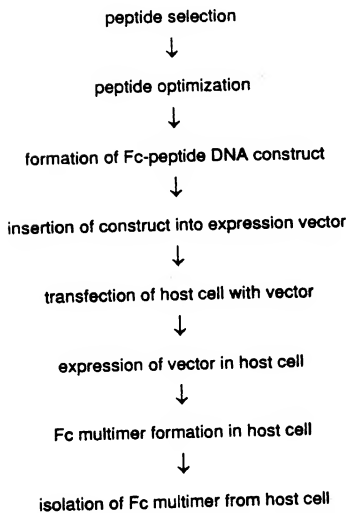 peptide selection
peptide optimization
formation of Fc-peptide DNA construct
insertion of construct into expression vector
transfection of host cell with vector
expression of vector in host cell
Fc multimer formation in host cell
isolation of Fc multimer from host cell